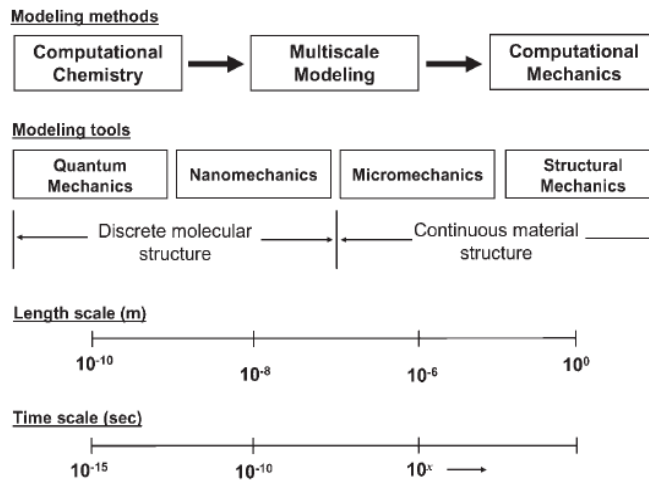 Modeling methods
Computational Multiscale Computational
Chemistry Modeling Mechanics
Modeling tools
Quantum Mechanics Nanomechanics Micromechanics Structural Mechanics
Discrete molecular structure Continuous material structure
Length scale (m)
10⁻¹⁰ 10⁻⁸ 10⁻⁶ 10⁰
Time scale (sec)
10⁻¹⁵ 10⁻¹⁰ 10ˣ